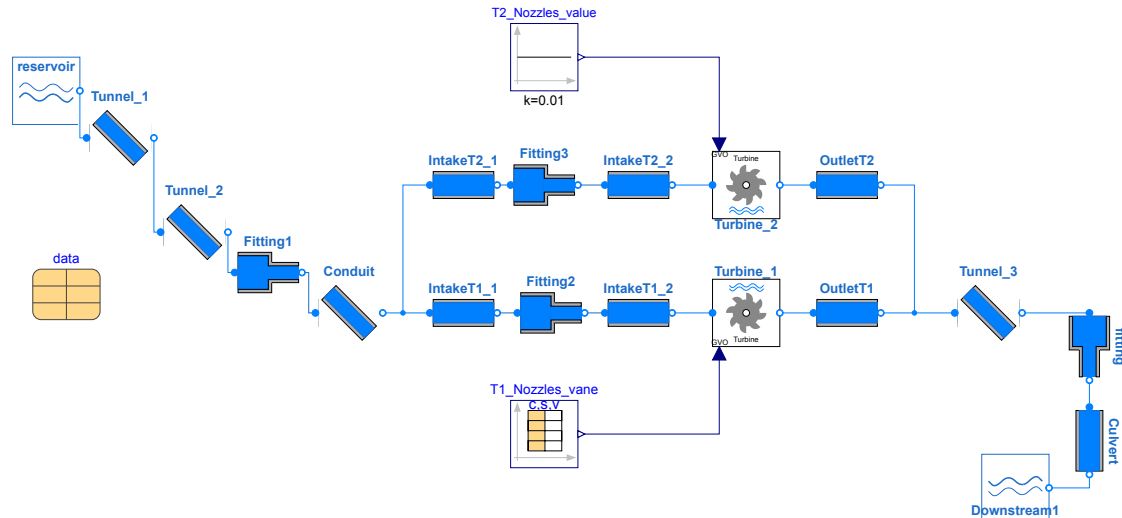 T2_Nozzles_value
k=0.01
reservoir
Tunnel_1
Tunnel_2
Fitting1
Conduit
data
IntakeT2_1
Fitting3
IntakeT2_2
GVO
Turbine
Turbine_2
OutletT2
IntakeT1_1
Fitting2
IntakeT1_2
Turbine_1
GVO
Turbine
OutletT1
Tunnel_3
fitting
Culvert
Downstream1
T1_Nozzles_vane
c.s.v